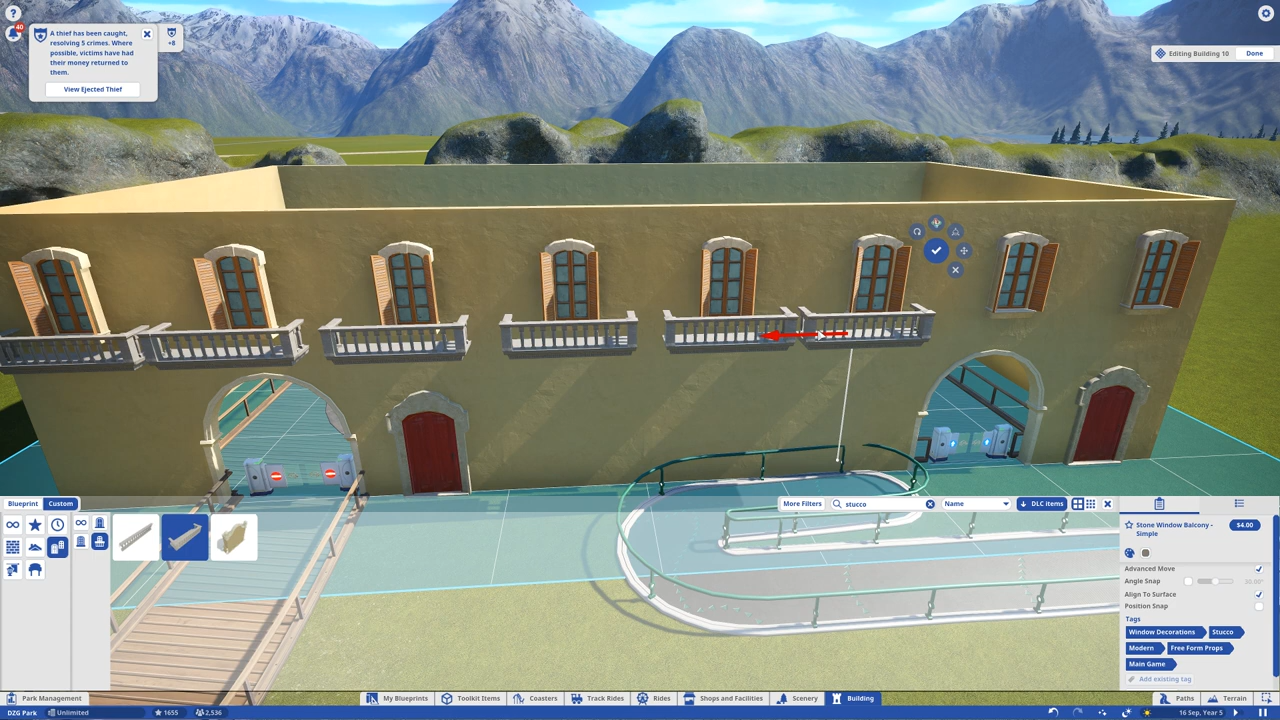 ?
40
A thief has been caught,
resolving 5 crimes. Where
possible, victims have had
their money returned to
them.
View Ejected Thief
+8
Editing Building 10
Done
Blueprint
Custom
More Filters
stucco
Name
DLC items
Stone Window Balcony -
Simple
$4.00
Advanced Move
Angle Snap
30.00°
Align To Surface
Position Snap
Tags
Window Decorations
Stucco
Modern
Free Form Props
Main Game
Add existing tag
Park Management
My Blueprints
Toolkit Items
Coasters
Track Rides
Rides
Shops and Facilities
Scenery
Building
Paths
Terrain
DZG Park
Unlimited
1655
2,536
16 Sep, Year 5